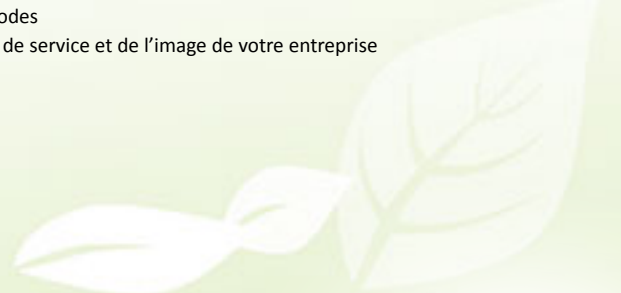 odes
de service et de l’image de votre entreprise